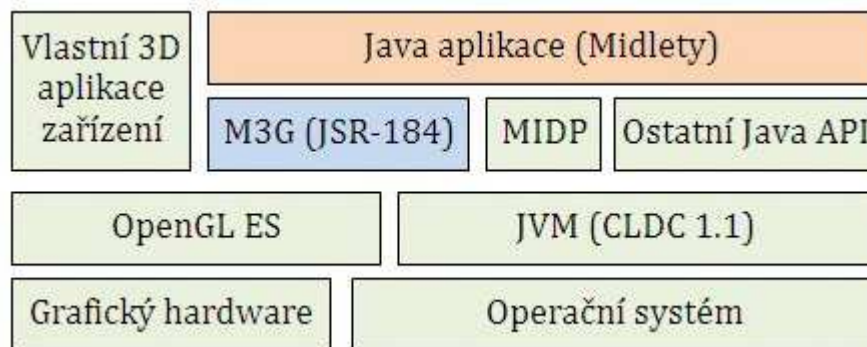 Vlastní 3D
aplikace
zařízení
Java aplikace (Midlety)
M3G (JSR-184)
MIDP
Ostatní Java API
OpenGL ES
JVM (CLDC 1.1)
Grafický hardware
Operační systém